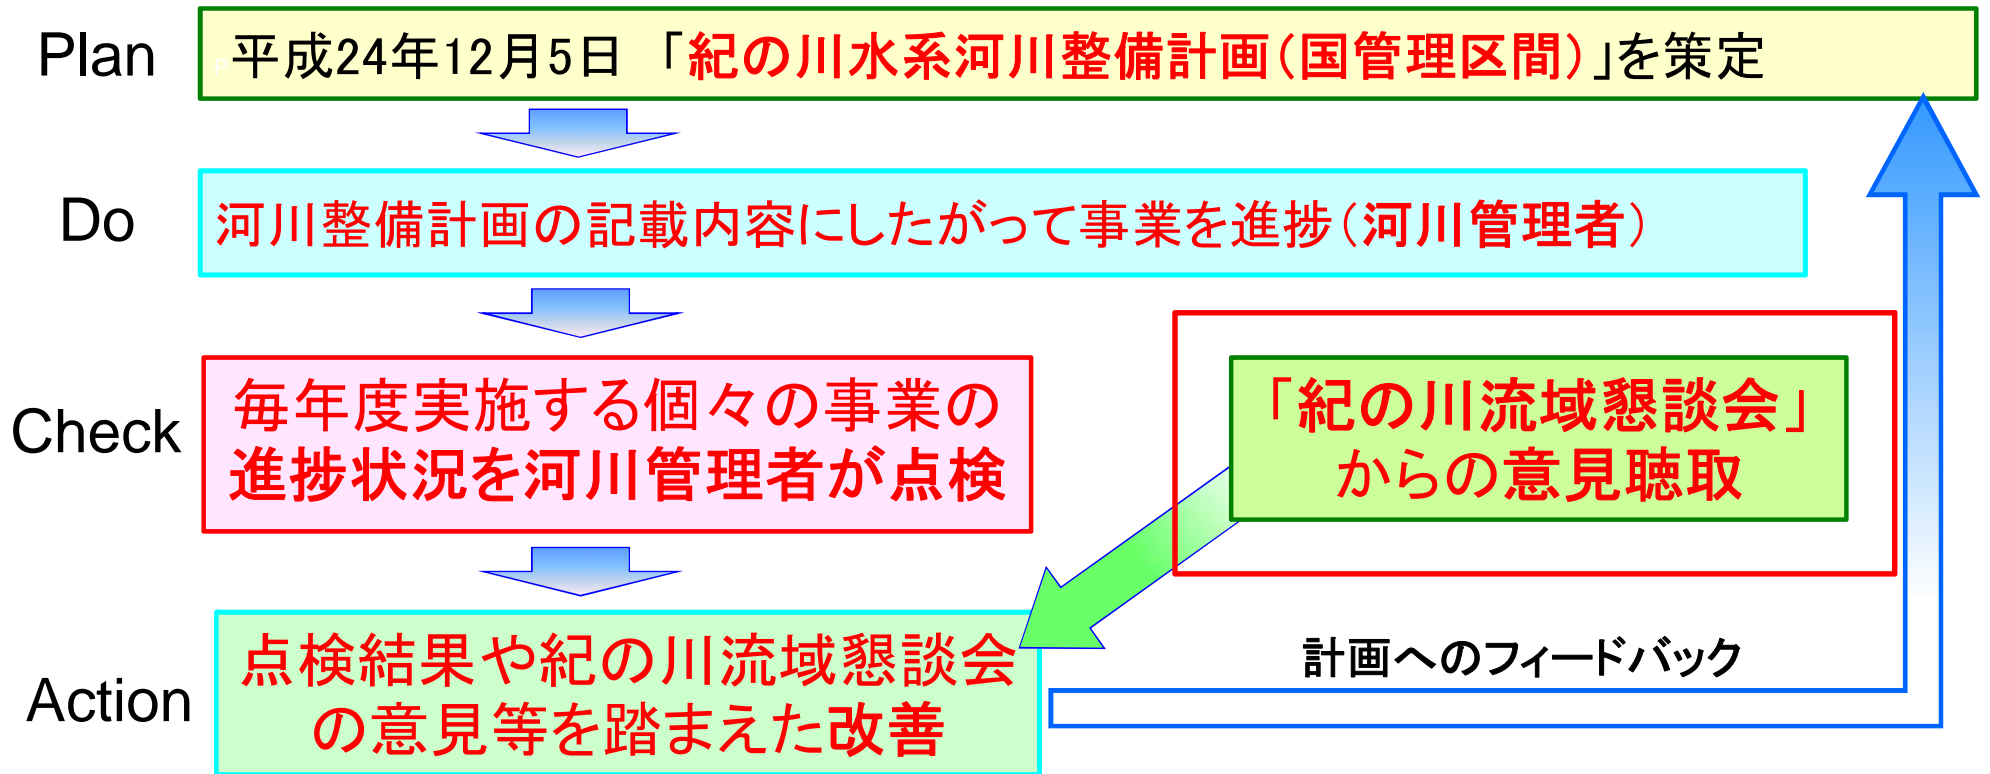 Plan
平成24年12月5日 「紀の川水系河川整備計画(国管理区間)」を策定
Do
河川整備計画の記載内容にしたがって事業を進捗(河川管理者)
Check
毎年度実施する個々の事業の
進捗状況を河川管理者が点検
「紀の川流域懇談会」
からの意見聴取
Action
点検結果や紀の川流域懇談会
の意見等を踏まえた改善
計画へのフィードバック